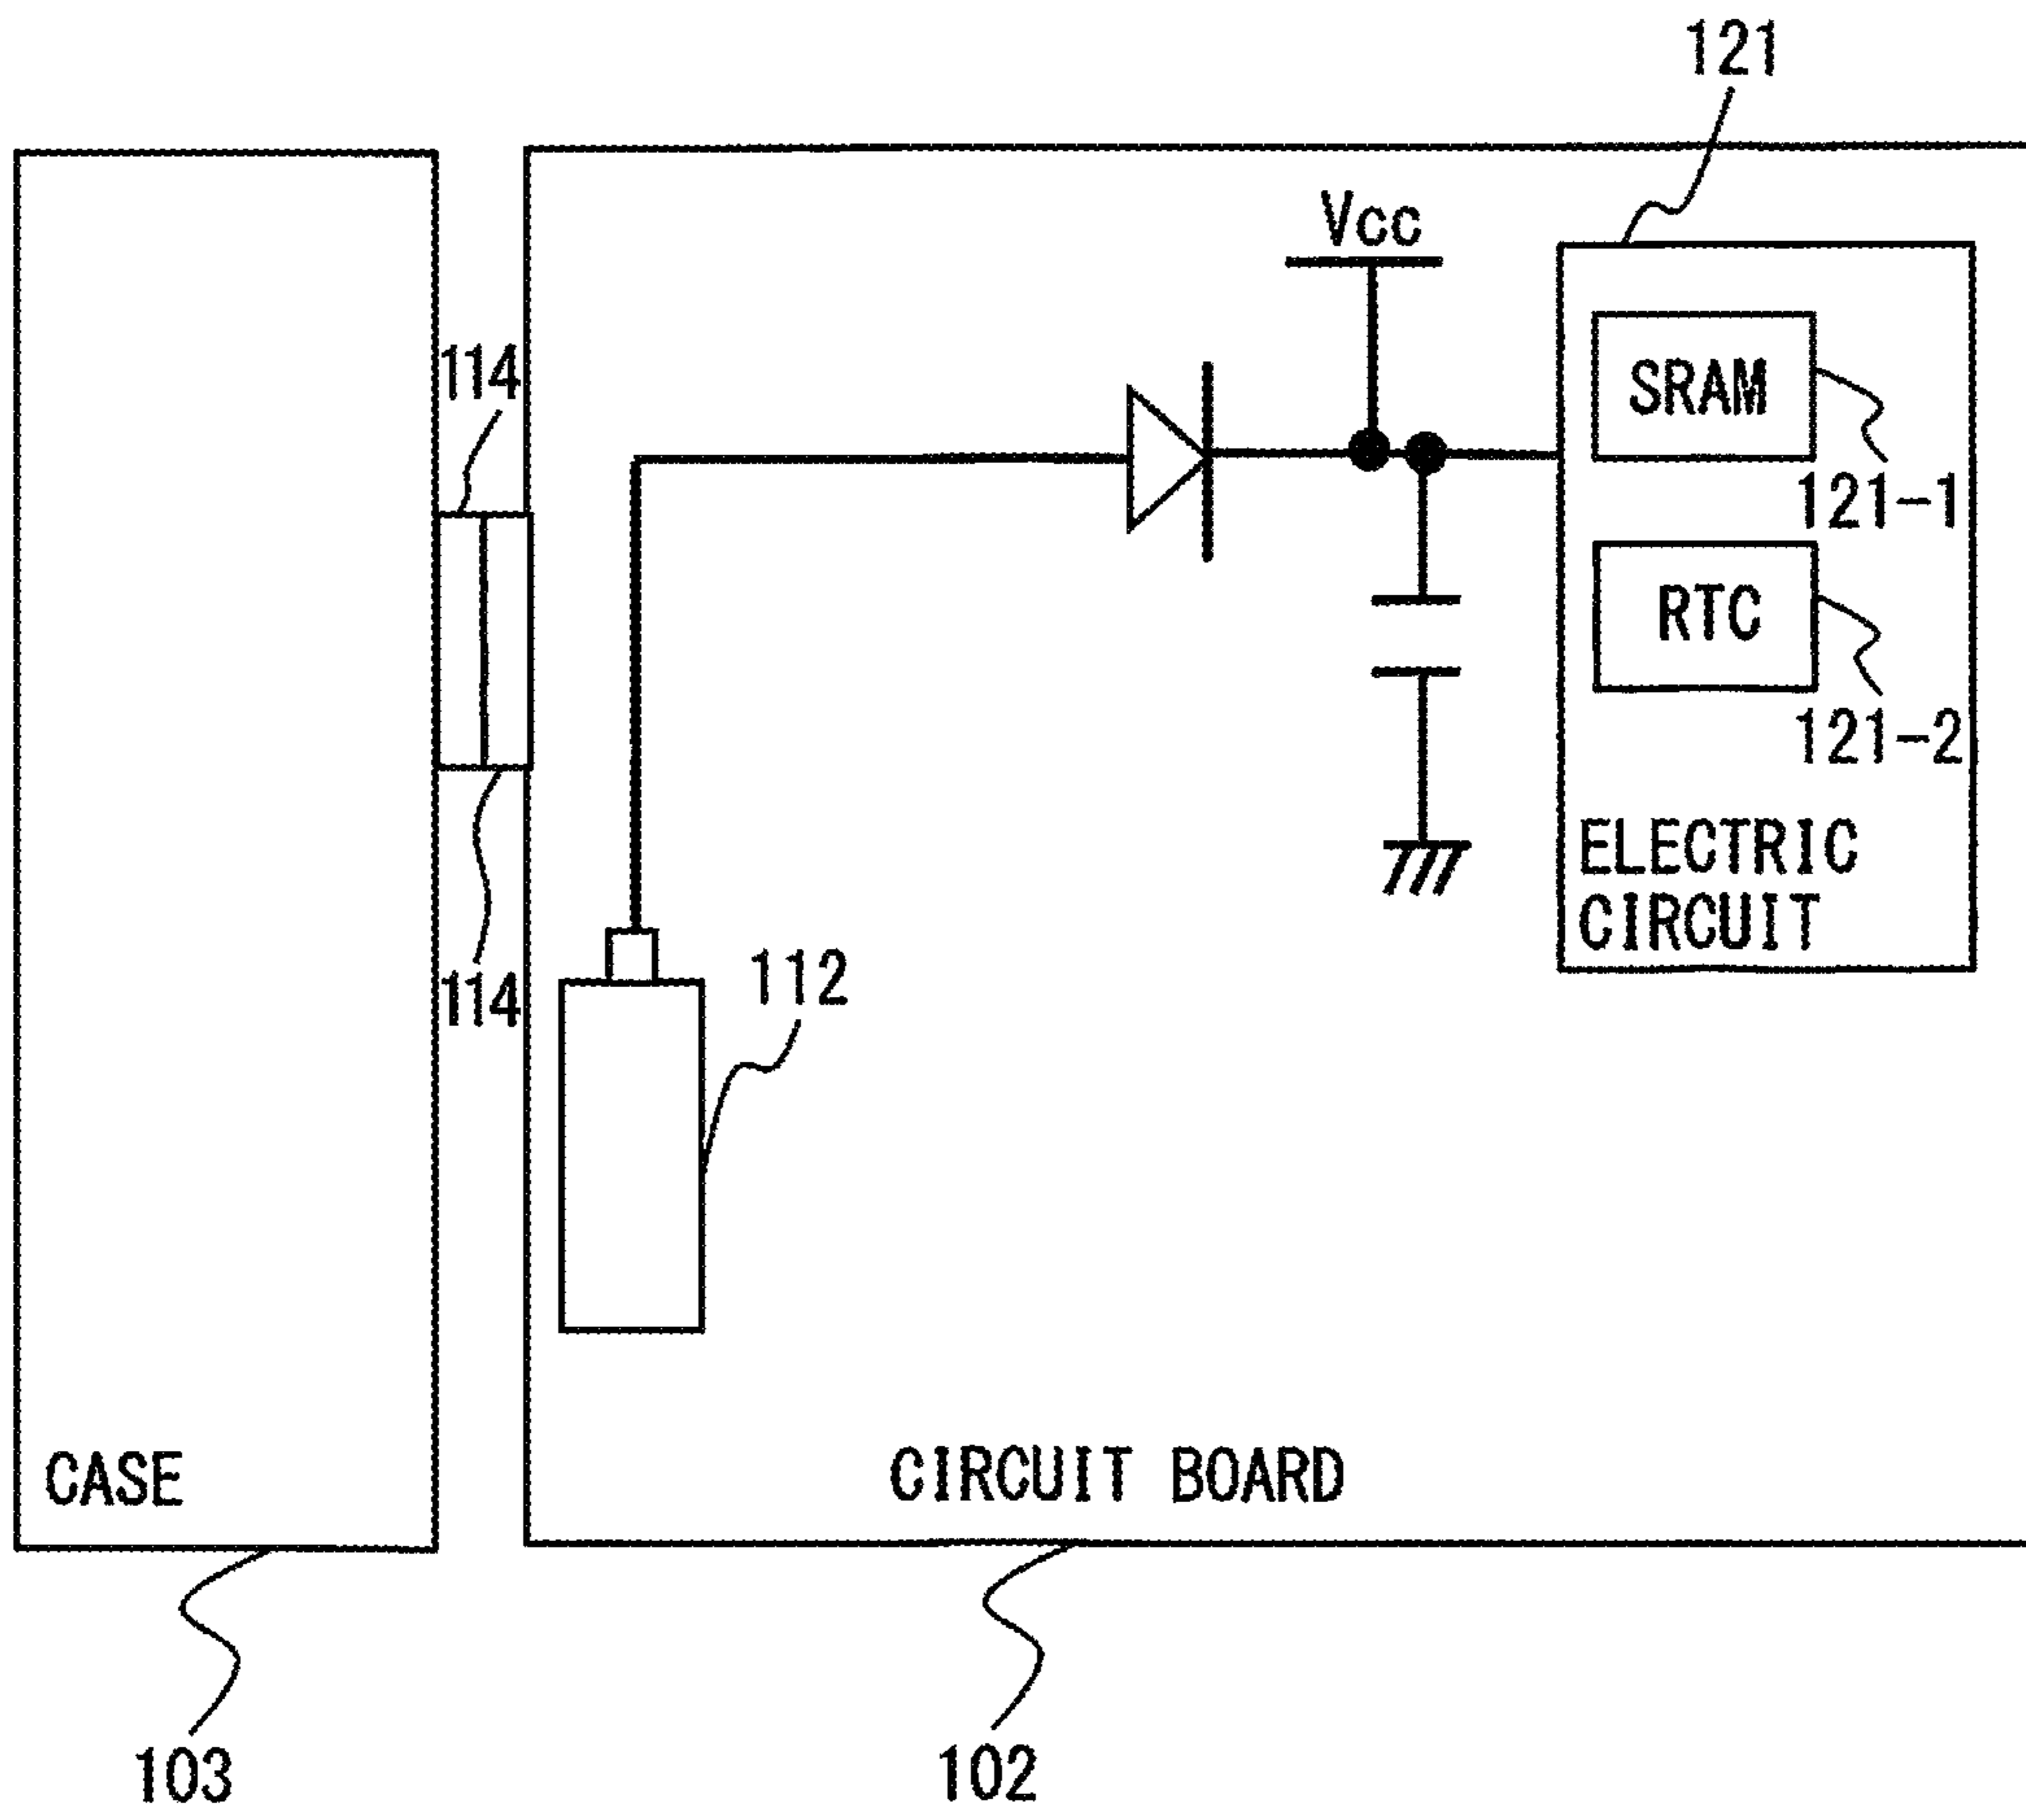 121
Vcc
114
SRAM
121-1
RTC
121-2
ELECTRIC
CIRCUIT
114
112
CASE
CIRCUIT BOARD
103
102